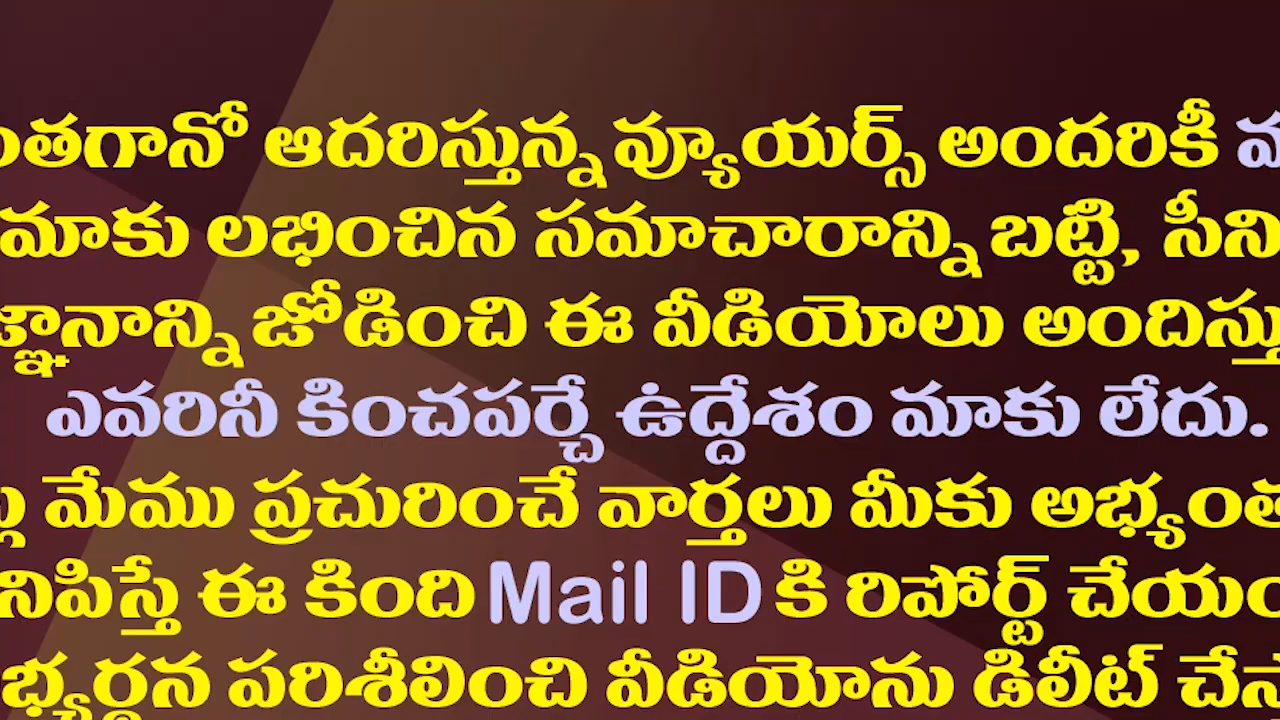 ంతగానో ఆదరిస్తున్న వ్యూయర్స్ అందరికీ
మాకు లభించిన సమాచారాన్ని బట్టి, సీని
జ్ఞానాన్ని జోడించి ఈ వీడియోలు అందిస్తు
ఎవరినీ కించపర్చే ఉద్దేశం మాకు లేదు.
మేము ప్రచురించే వార్తలు మీకు అభ్యంత
నిపిస్తే ఈ కింది Mail ID కి రిపోర్ట్ చేయం
భ్యర్థన పరిశీలించి వీడియోను డిలీట్ చేస